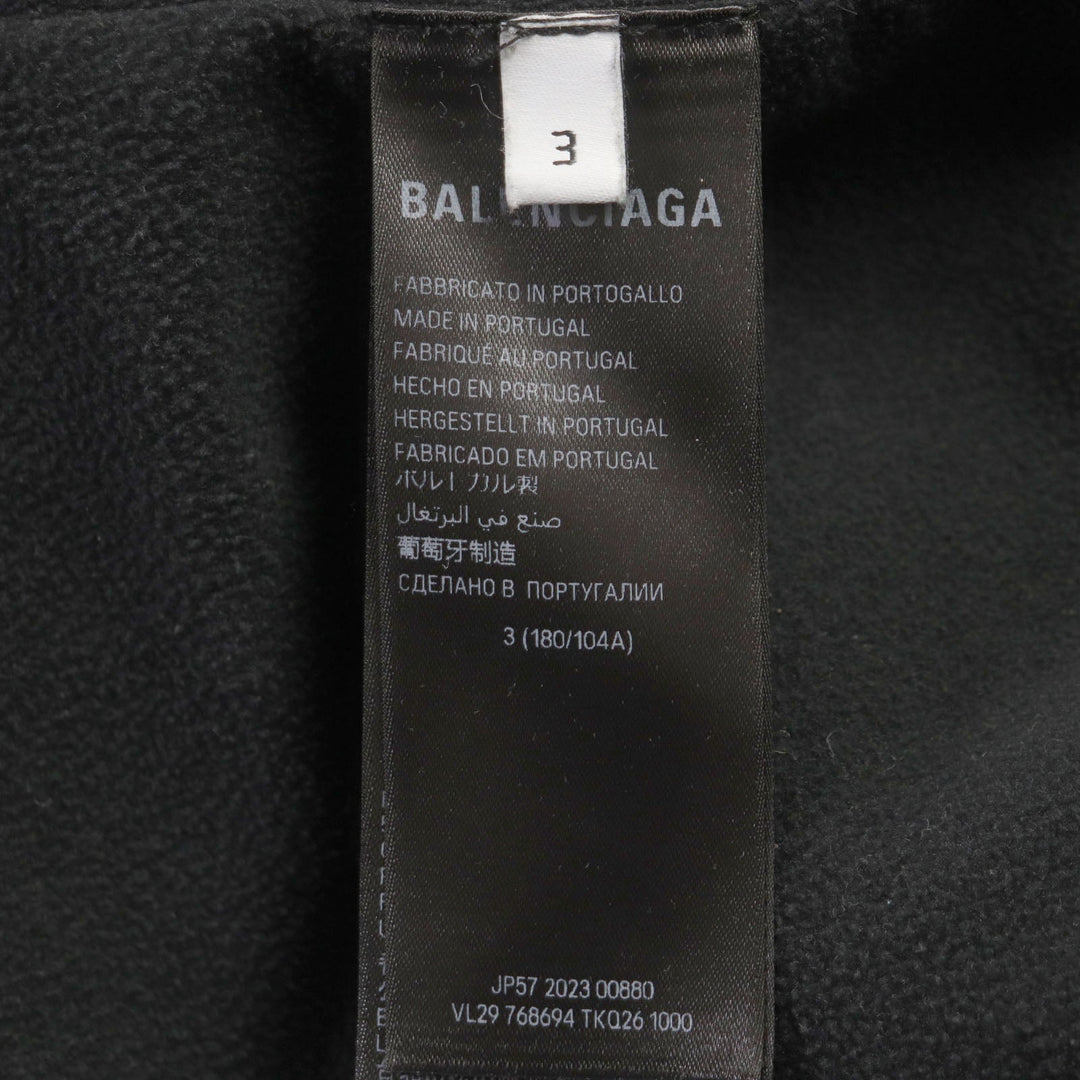 3
BALENCIAGA
FABBRICATO IN PORTOGALLO
MADE IN PORTUGAL
FABRIQUÉ AU PORTUGAL
HECHO EN PORTUGAL
HERGESTELLT IN PORTUGAL
FABRICADO EM PORTUGAL
ポルトガル製
صنع في البرتغال
葡萄牙制造
СДЕЛАНО В ПОРТУГАЛИИ
3 (180/104A)
JP57 2023 00880
VL29 768694 TKQ26 1000